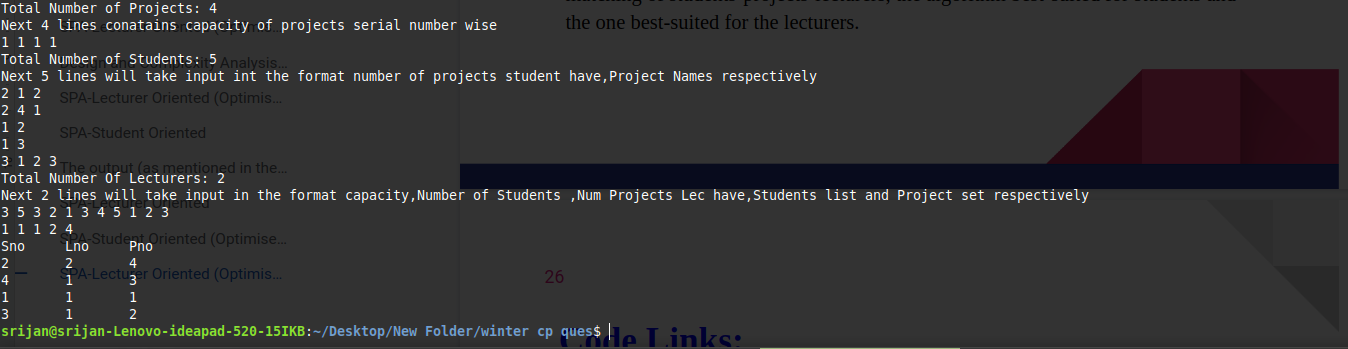 Total Number of Projects: 4
Next 4 lines conatains capacity of projects serial number wise
1 1 1 1
Total Number of Students: 5
Next 5 lines will take input int the format number of projects student have,Project Names respectively
2 1 2
2 4 1
1 2
1 3
3 1 2 3
Total Number Of Lecturers: 2
Next 2 lines will take input in the format capacity,Number of Students ,Num Projects Lec have,Students list and Project set respectively
3 5 3 2 1 3 4 5 1 2 3
1 1 1 2 4
Sno Lno Pno
2 2 4
4 1 3
1 1 1
3 1 2
srijan@srijan-Lenovo-ideapad-520-15IKB:~/Desktop/New Folder/winter cp ques$
and Complexity Analysis...
SPA-Lecturer Oriented (Optimis...
SPA-Student Oriented
The output (as mentioned in the...
SPA-Student Oriented (Optimise...
SPA-Lecturer Oriented (Optimis...
the one best-suited for the lecturers.
26
Code Links: